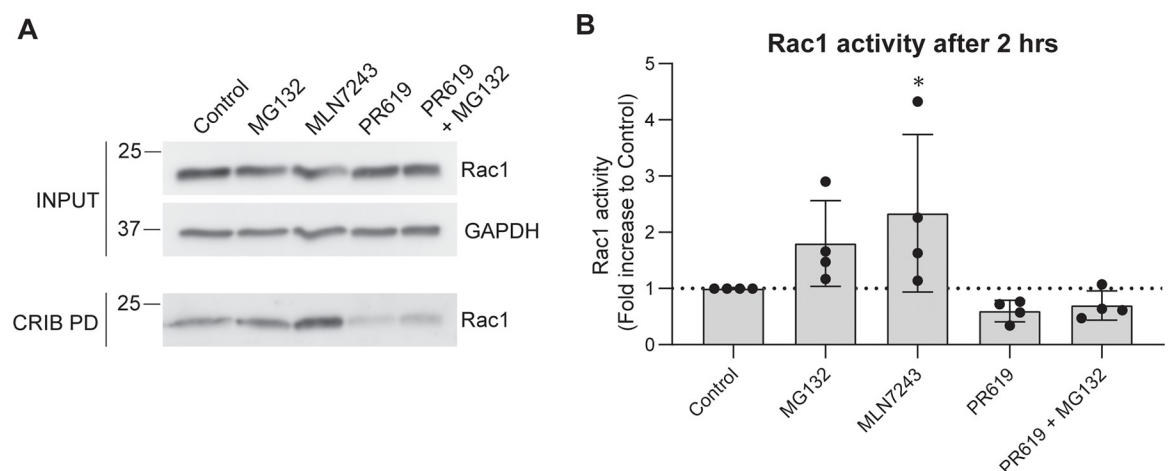 A
Control
MG132
MLN7243
PR619
PR619
+ MG132
25
Rac1
INPUT
37
GAPDH
25
CRIB PD
Rac1
B
Rac1 activity after 2 hrs
Rac1 activity
(Fold increase to Control)
5
4
3
2
1
0
*
Control
MG132
MLN7243
PR619
PR619 + MG132